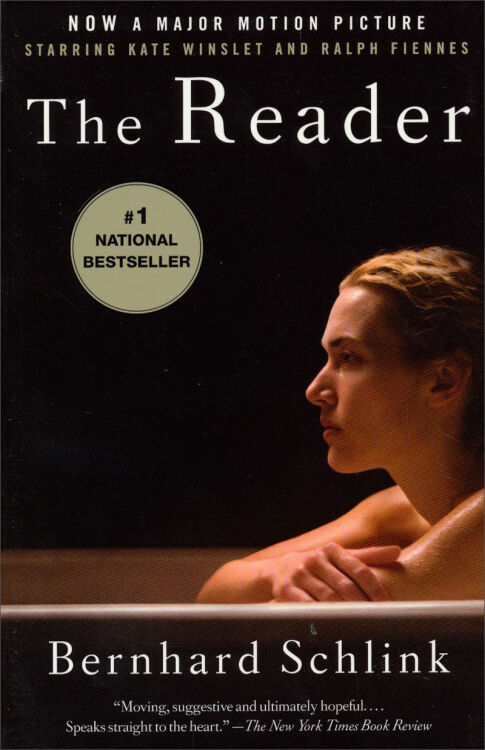 NOW A MAJOR MOTION PICTURE
STARRING KATE WINSLET AND RALPH FIENNES
The Reader
#1
NATIONAL
BESTSELLER
Bernhard Schlink
“Moving, suggestive and ultimately hopeful. . . .
Speaks straight to the heart.” —The New York Times Book Review